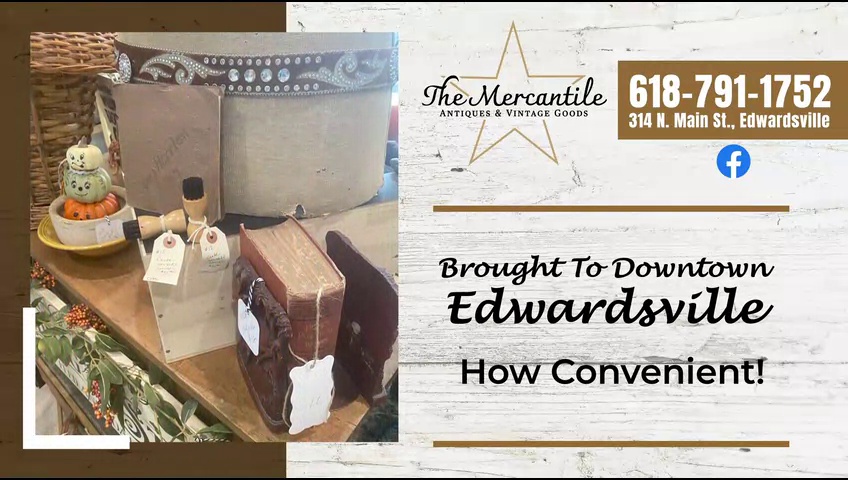 The Mercantile
ANTIQUES & VINTAGE GOODS
618-791-1752
314 N. Main St., Edwardsville
Brought To Downtown
Edwardsville
How Convenient!